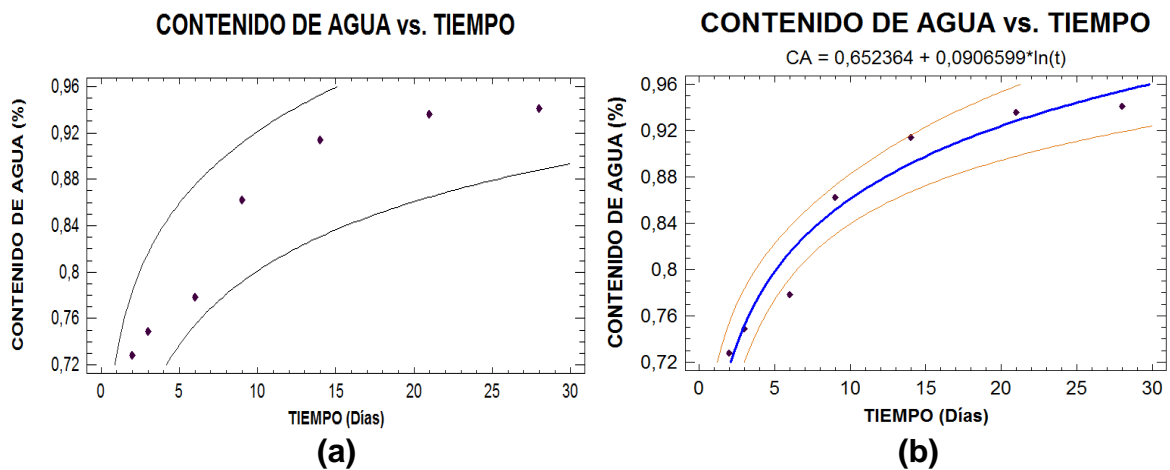 CONTENIDO DE AGUA vs. TIEMPO
CONTENIDO DE AGUA (%)
0,96
0,92
0,88
0,84
0,8
0,76
0,72
0 5 10 15 20 25 30
TIEMPO (Días)
(a)
CONTENIDO DE AGUA vs. TIEMPO
CA = 0,652364 + 0,0906599*ln(t)
CONTENIDO DE AGUA (%)
0,96
0,92
0,88
0,84
0,8
0,76
0,72
0 5 10 15 20 25 30
TIEMPO (Días)
(b)